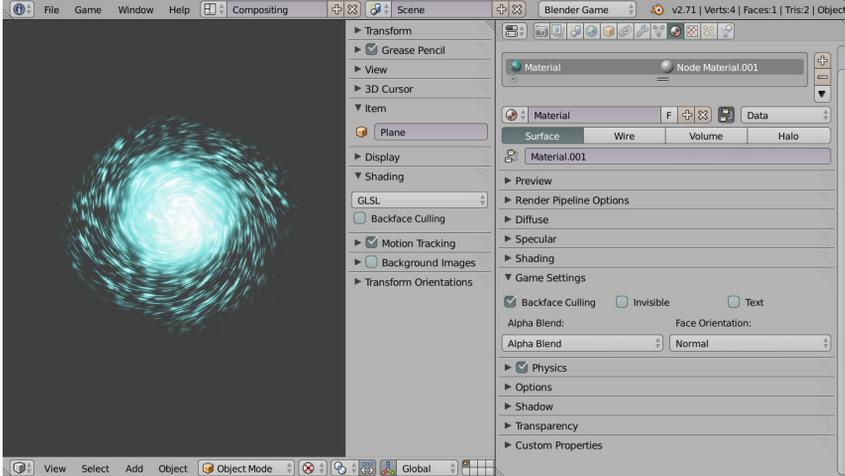 File Game Window Help Compositing Scene Blender Game v2.71 | Verts:4 | Faces:1 | Tris:2 | Object
Transform
Grease Pencil
View
3D Cursor
Item
Plane
Display
Shading
GLSL
Backface Culling
Motion Tracking
Background Images
Transform Orientations
Material Node Material.001
Material F Data
Surface Wire Volume Halo
Material.001
Preview
Render Pipeline Options
Diffuse
Specular
Shading
Game Settings
Backface Culling Invisible Text
Alpha Blend: Face Orientation:
Alpha Blend Normal
Physics
Options
Shadow
Transparency
Custom Properties
View Select Add Object Object Mode Global